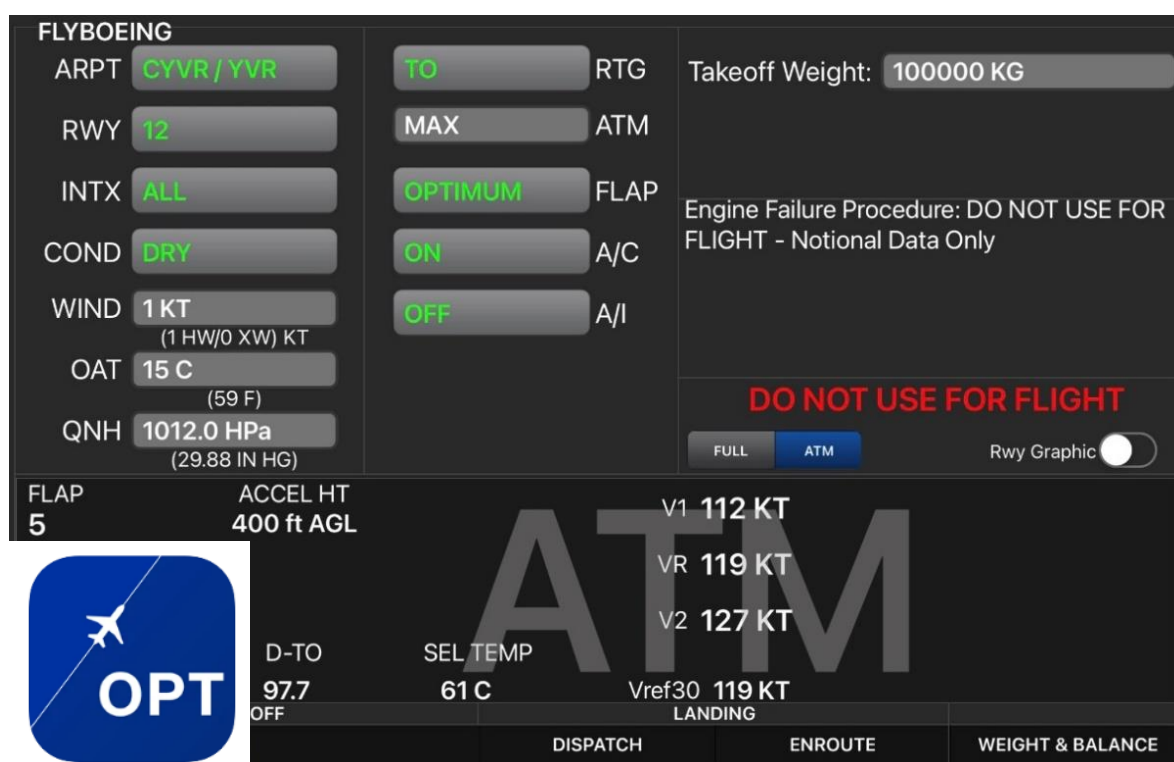 FLYBOEING
ARPT CYVR / YVR TO RTG Takeoff Weight: 100000 KG
RWY 12 MAX ATM
INTX ALL OPTIMUM FLAP
Engine Failure Procedure: DO NOT USE FOR
FLIGHT - Notional Data Only
COND DRY ON A/C
WIND 1 KT OFF A/I
(1 HW/0 XW) KT
OAT 15 C
(59 F)
DO NOT USE FOR FLIGHT
QNH 1012.0 HPa
(29.88 IN HG)
FULL ATM Rwy Graphic
FLAP ACCEL HT
5 400 ft AGL
V1 112 KT
VR 119 KT
V2 127 KT
ATM
D-TO SEL TEMP
97.7 61 C Vref30 119 KT
OPT
OFF LANDING
DISPATCH ENROUTE WEIGHT & BALANCE